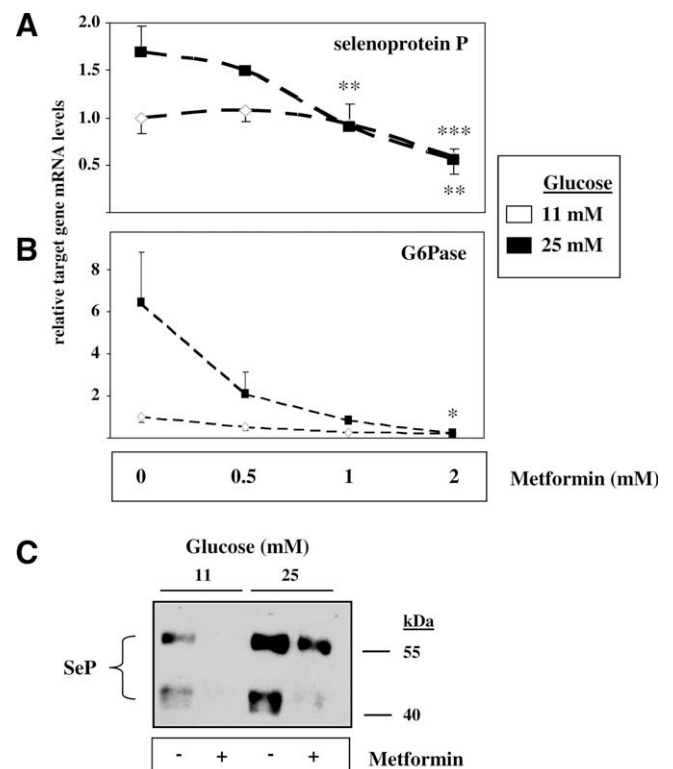 A
relative target gene mRNA levels
2.0
1.5
1.0
0.5
selenoprotein P
**
***
**
Glucose
11 mM
25 mM
B
8
6
4
2
G6Pase
*
0 0.5 1 2 Metformin (mM)
C
Glucose (mM)
11 25
kDa
55
SeP
40
- + - + Metformin